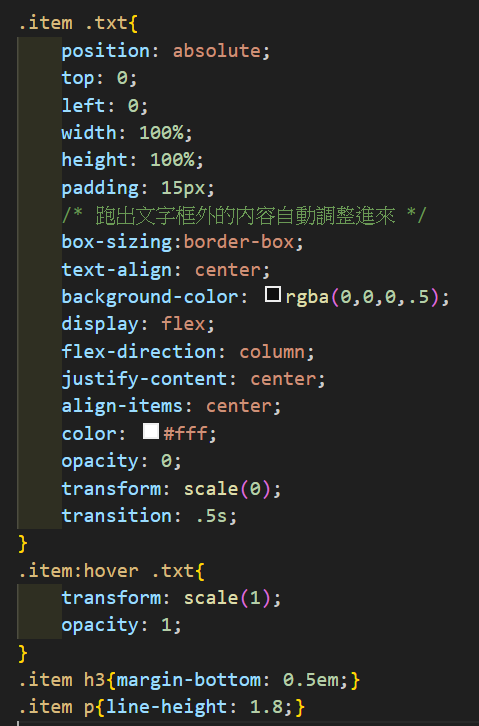 .item .txt{
    position: absolute;
    top: 0;
    left: 0;
    width: 100%;
    height: 100%;
    padding: 15px;
    /* 跑出文字框外的內容自動調整進來 */
    box-sizing:border-box;
    text-align: center;
    background-color: rgba(0,0,0,.5);
    display: flex;
    flex-direction: column;
    justify-content: center;
    align-items: center;
    color: #fff;
    opacity: 0;
    transform: scale(0);
    transition: .5s;
}
.item:hover .txt{
    transform: scale(1);
    opacity: 1;
}
.item h3{margin-bottom: 0.5em;}
.item p{line-height: 1.8;}